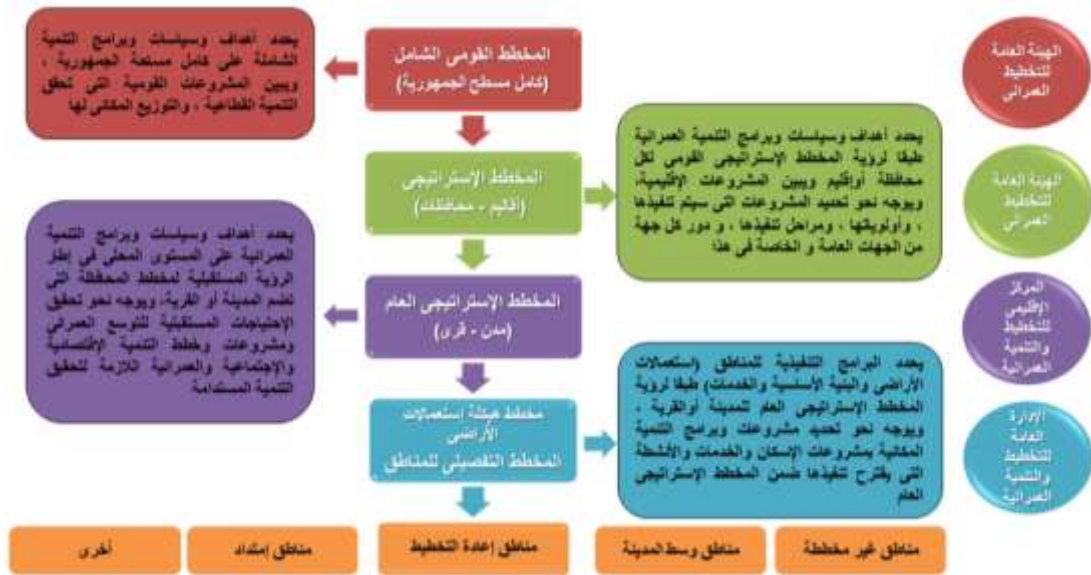 الهيئة العامة
للتخطيط
العمرانى
المخطط القومى الشامل
(كامل مسطح الجمهورية)
يحدد أهداف وسياسات وبرامج التنمية
الشاملة على كامل مساحة الجمهورية ،
ويبين المشروعات القومية التى تحقق
التنمية القطاعية ، والتوزيع المكانى لها
الهيئة العامة
للتخطيط
العمرانى
يحدد أهداف وسياسات وبرامج التنمية العمرانية
طبقا لرؤية المخطط الإستراتيجى القومى لكل
محافظة أوإقليم ويبين المشروعات الإقليمية،
ويوجه نحو تحديد المشروعات التى سيتم تنفيذها
، وأولوياتها ، ومراحل تنفيذها ، و دور كل جهة
من الجهات العامة و الخاصة فى هذا
المخطط الإستراتيجى
(أقاليم - محافظات)
المركز
الإقليمى
للتخطيط
والتنمية
العمرانية
المخطط الإستراتيجى العام
(مدن - قرى)
يحدد أهداف وسياسات وبرامج التنمية
العمرانية على المستوى المحلى فى إطار
الرؤية المستقبلية لمخطط المحافظة التى
تضم المدينة أو القرية، ويوجه نحو تحقيق
الإحتياجات المستقبلية للتوسع العمرانى
ومشروعات وخطط التنمية الإقتصادية
والإجتماعية والعمرانية اللازمة لتحقيق
التنمية المستدامة
الإدارة
العامة
للتخطيط
والتنمية
العمرانية
يحدد البرامج التنفيذية للمناطق (استعمالات
الأراضى والبنية الأساسية والخدمات) طبقا لرؤية
المخطط الإستراتيجى العام للمدينة أوالقرية ،
ويوجه نحو تحديد مشروعات وبرامج التنمية
المكانية بمشروعات الإسكان والخدمات والأنشطة
التى يقترح تنفيذها ضمن المخطط الإستراتيجى
العام
مخطط هيكلة استعمالات
الأراضى
المخطط التفصيلى للمناطق
مناطق غير مخططة
مناطق وسط المدينة
مناطق إعادة التخطيط
مناطق إمتداد
أخرى